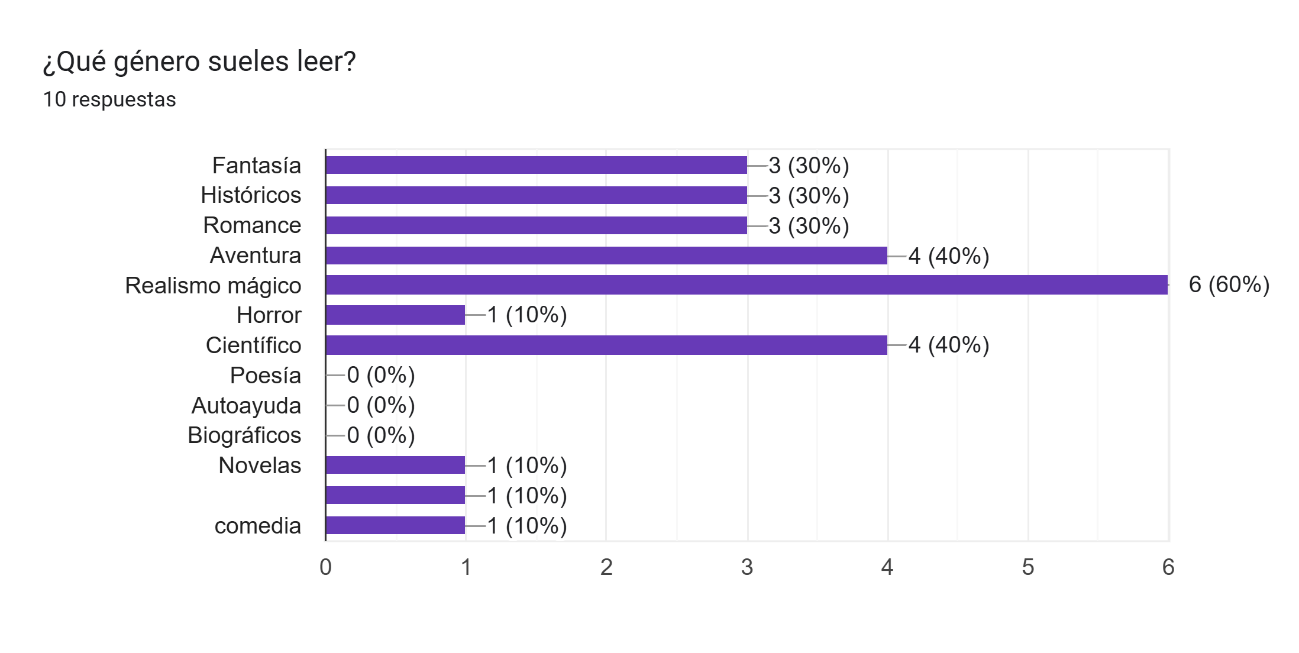 ¿Qué género sueles leer?
10 respuestas
Fantasía 3 (30%)
Históricos 3 (30%)
Romance 3 (30%)
Aventura 4 (40%)
Realismo mágico 6 (60%)
Horror 1 (10%)
Científico 4 (40%)
Poesía 0 (0%)
Autoayuda 0 (0%)
Biográficos 0 (0%)
Novelas 1 (10%)
1 (10%)
comedia 1 (10%)
0 1 2 3 4 5 6